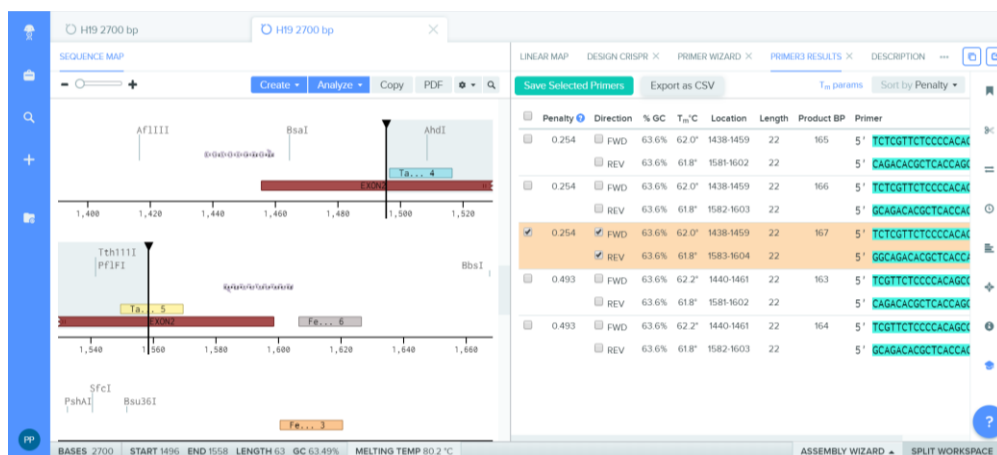 H19 2700 bp
H19 2700 bp
SEQUENCE MAP
Create
Analyze
Copy
PDF
AflIII
BsaI
AhdI
Ta... 4
EXON2
1,400 1,420 1,440 1,460 1,480 1,500 1,520
Tth111I
PflFI
BbsI
Ta... 5
EXON2
Fe... 6
1,540 1,560 1,580 1,600 1,620 1,640 1,660
SfcI
PshAI
Bsu36I
Fe... 3
PP
BASES 2700 START 1496 END 1558 LENGTH 63 GC 63.49% MELTING TEMP 80.2 °C
LINEAR MAP DESIGN CRISPR PRIMER WIZARD PRIMER3 RESULTS DESCRIPTION ...
Save Selected Primers Export as CSV Tm params Sort by Penalty
Penalty Direction % GC Tm°C Location Length Product BP Primer
0.254 FWD 63.6% 62.0° 1438-1459 22 165 5' TCTCGTTCTCCCCACAC
REV 63.6% 61.8° 1581-1602 22 5' CAGACACGCTCACCAGC
0.254 FWD 63.6% 62.0° 1438-1459 22 166 5' TCTCGTTCTCCCCACAC
REV 63.6% 61.8° 1582-1603 22 5' GCAGACACGCTCACCAG
0.254 FWD 63.6% 62.0° 1438-1459 22 167 5' TCTCGTTCTCCCCACAC
REV 63.6% 61.8° 1583-1604 22 5' GGCAGACACGCTCACCA
0.493 FWD 63.6% 62.2° 1440-1461 22 163 5' TCGTTCTCCCCACAGCC
REV 63.6% 61.8° 1581-1602 22 5' CAGACACGCTCACCAGC
0.493 FWD 63.6% 62.2° 1440-1461 22 164 5' TCGTTCTCCCCACAGCC
REV 63.6% 61.8° 1582-1603 22 5' GCAGACACGCTCACCAG
?
ASSEMBLY WIZARD SPLIT WORKSPACE